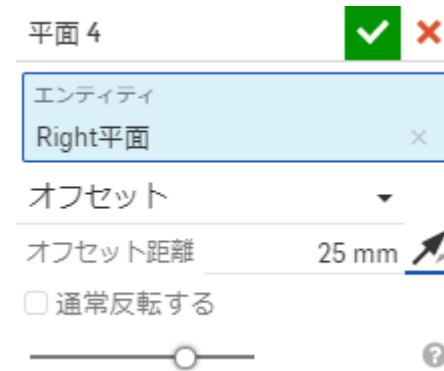 平面 4
エンティティ
Right平面
オフセット
オフセット距離 25 mm
通常反転する